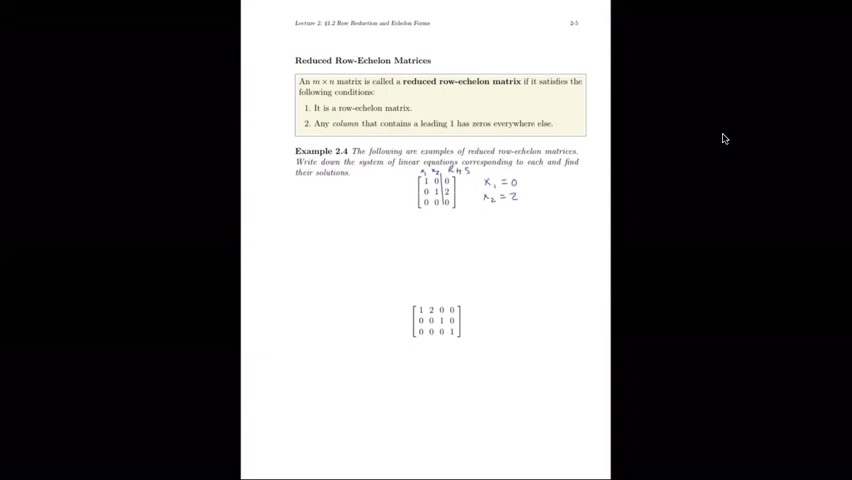 Lecture 2: §1.2 Row Reduction and Echelon Forms 2-5
Reduced Row-Echelon Matrices
An m × n matrix is called a reduced row-echelon matrix if it satisfies the
following conditions:
1. It is a row-echelon matrix.
2. Any column that contains a leading 1 has zeros everywhere else.
Example 2.4 The following are examples of reduced row-echelon matrices.
Write down the system of linear equations corresponding to each and find
their solutions.
x₁ x₂ RHS
1 0 0 x₁ = 0
0 1 2 x₂ = 2
0 0 0
1 2 0 0
0 0 1 0
0 0 0 1